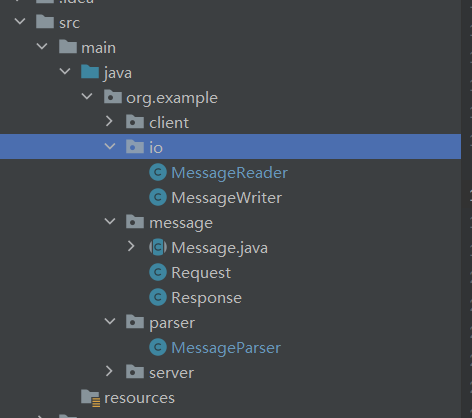 .idea
src
main
java
org.example
client
io
MessageReader
MessageWriter
message
Message.java
Request
Response
parser
MessageParser
server
resources